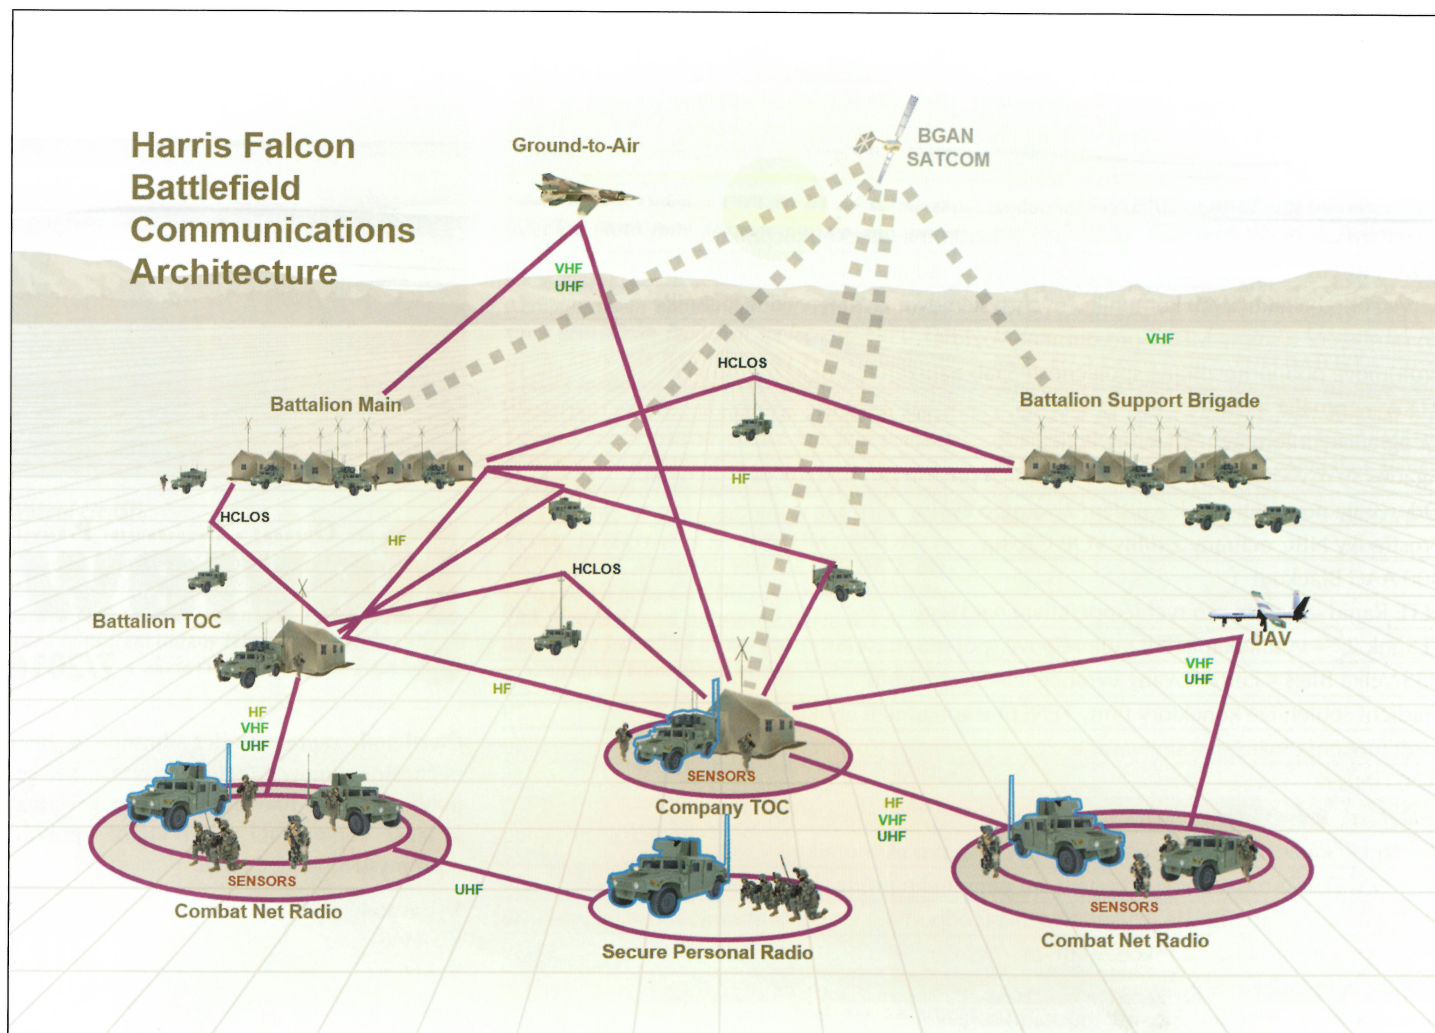 Harris Falcon
Battlefield
Communications
Architecture
Ground-to-Air
BGAN
SATCOM
VHF
UHF
VHF
HCLOS
Battalion Main
Battalion Support Brigade
HF
HCLOS
HF
HCLOS
Battalion TOC
UAV
VHF
UHF
HF
HF
VHF
UHF
SENSORS
Company TOC
HF
VHF
UHF
SENSORS
Combat Net Radio
UHF
Secure Personal Radio
SENSORS
Combat Net Radio